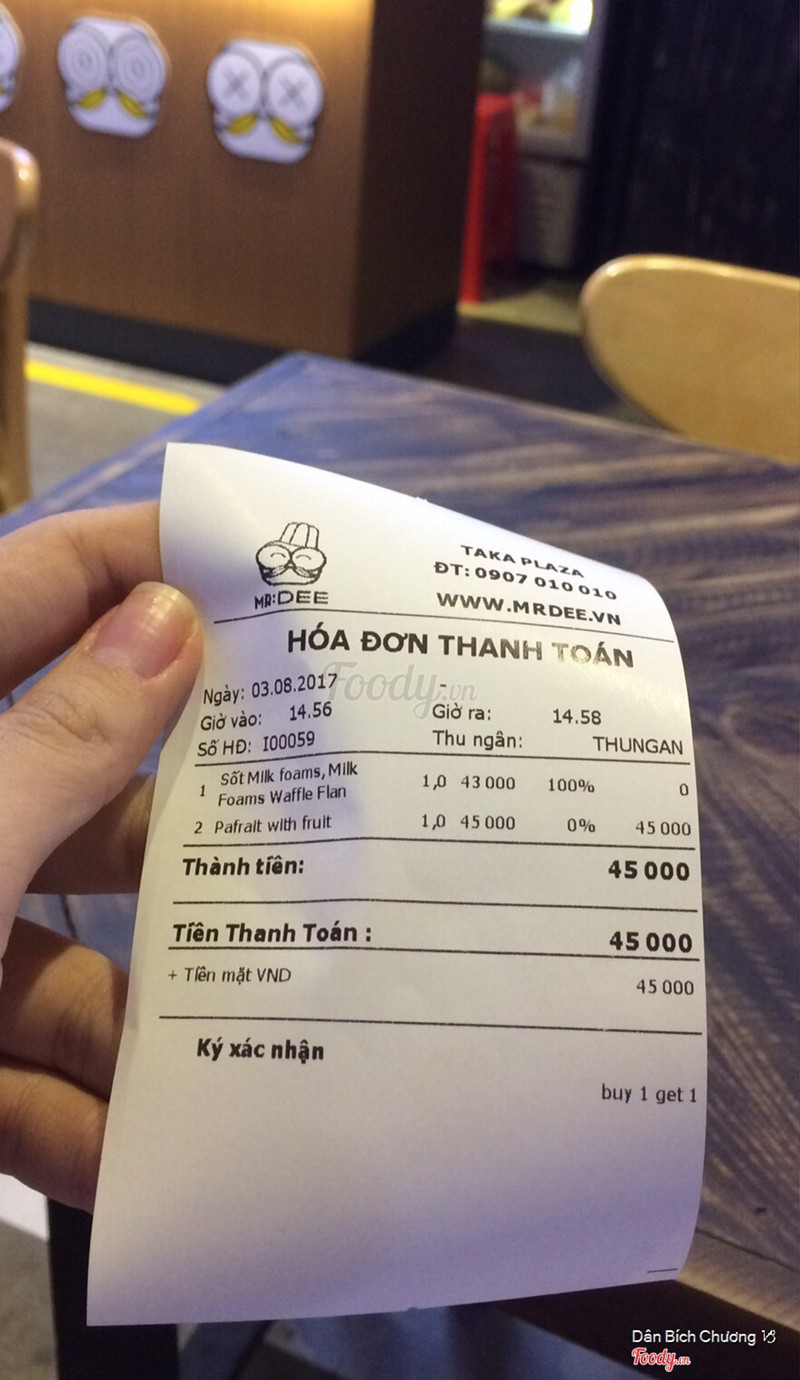 TAKA PLAZA
ĐT: 0907 010 010
MR:DEE
WWW.MRDEE.VN
HÓA ĐƠN THANH TOÁN
Foody.vn
Ngày: 03.08.2017 -
Giờ vào: 14.56 Giờ ra: 14.58
Số HĐ: I00059 Thu ngân: THUNGAN
1 Sốt Milk foams, Milk Foams Waffle Flan 1,0 43 000 100% 0
2 Pafrait with fruit 1,0 45 000 0% 45 000
Thành tiền: 45 000
Tiền Thanh Toán : 45 000
+ Tiền mặt VND 45 000
Ký xác nhận
buy 1 get 1
Dân Bích Chương
Foody.vn